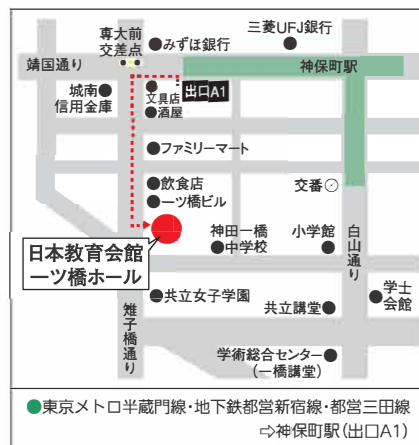 専大前
交差点
みずほ銀行
三菱UFJ銀行
靖国通り
神保町駅
城南
信用金庫
文具店
出口A1
酒屋
ファミリーマート
飲食店
一ツ橋ビル
交番
日本教育会館
一ツ橋ホール
神田一橋
中学校
小学館
白山通り
雉子橋通り
共立女子学園
共立講堂
学士
会館
学術総合センター
(一橋講堂)
●東京メトロ半蔵門線・地下鉄都営新宿線・都営三田線
⇨神保町駅(出口A1)